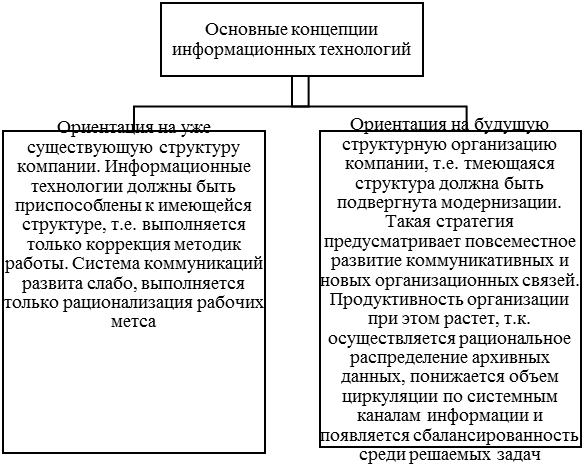 Основные концепции
информационных технологий
Ориентация на уже
существующую структуру
компании. Информационные
технологии должны быть
приспособлены к имеющейся
структуре, т.е. выполняется
только коррекция методик
работы. Система коммуникаций
развита слабо, выполняется
только рационализация рабочих
метса
Ориентация на будущую
структурную организацию
компании, т.е. тмеющаяся
структура должна быть
подвергнута модернизации.
Такая стратегия
предусматривает повсеместное
развитие коммуникативных и
новых организационных связей.
Продуктивность организации
при этом растет, т.к.
осуществляется рациональное
распределение архивных
данных, понижается объем
циркуляции по системным
каналам информации и
появляется сбалансированность
среди решаемых задач